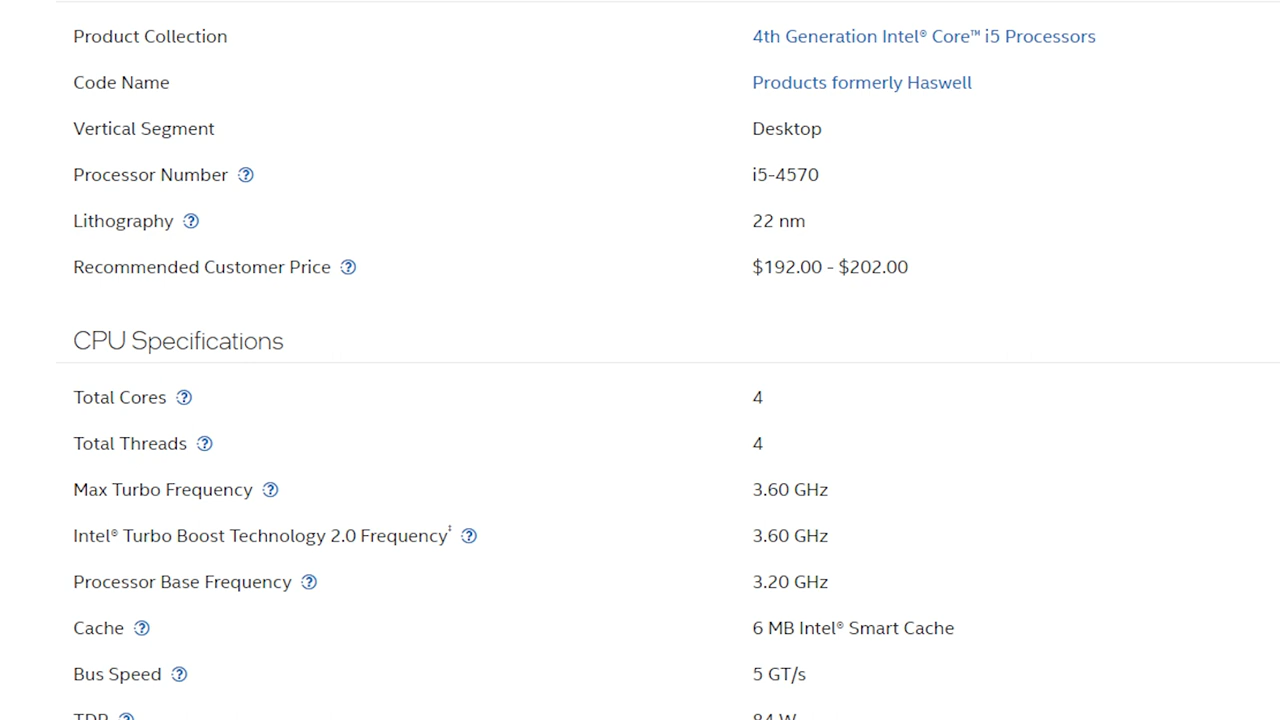 Product Collection 4th Generation Intel® Core™ i5 Processors
Code Name Products formerly Haswell
Vertical Segment Desktop
Processor Number ? i5-4570
Lithography ? 22 nm
Recommended Customer Price ? $192.00 - $202.00
CPU Specifications
Total Cores ? 4
Total Threads ? 4
Max Turbo Frequency ? 3.60 GHz
Intel® Turbo Boost Technology 2.0 Frequency‡ ? 3.60 GHz
Processor Base Frequency ? 3.20 GHz
Cache ? 6 MB Intel® Smart Cache
Bus Speed ? 5 GT/s
TDP ? 84 W